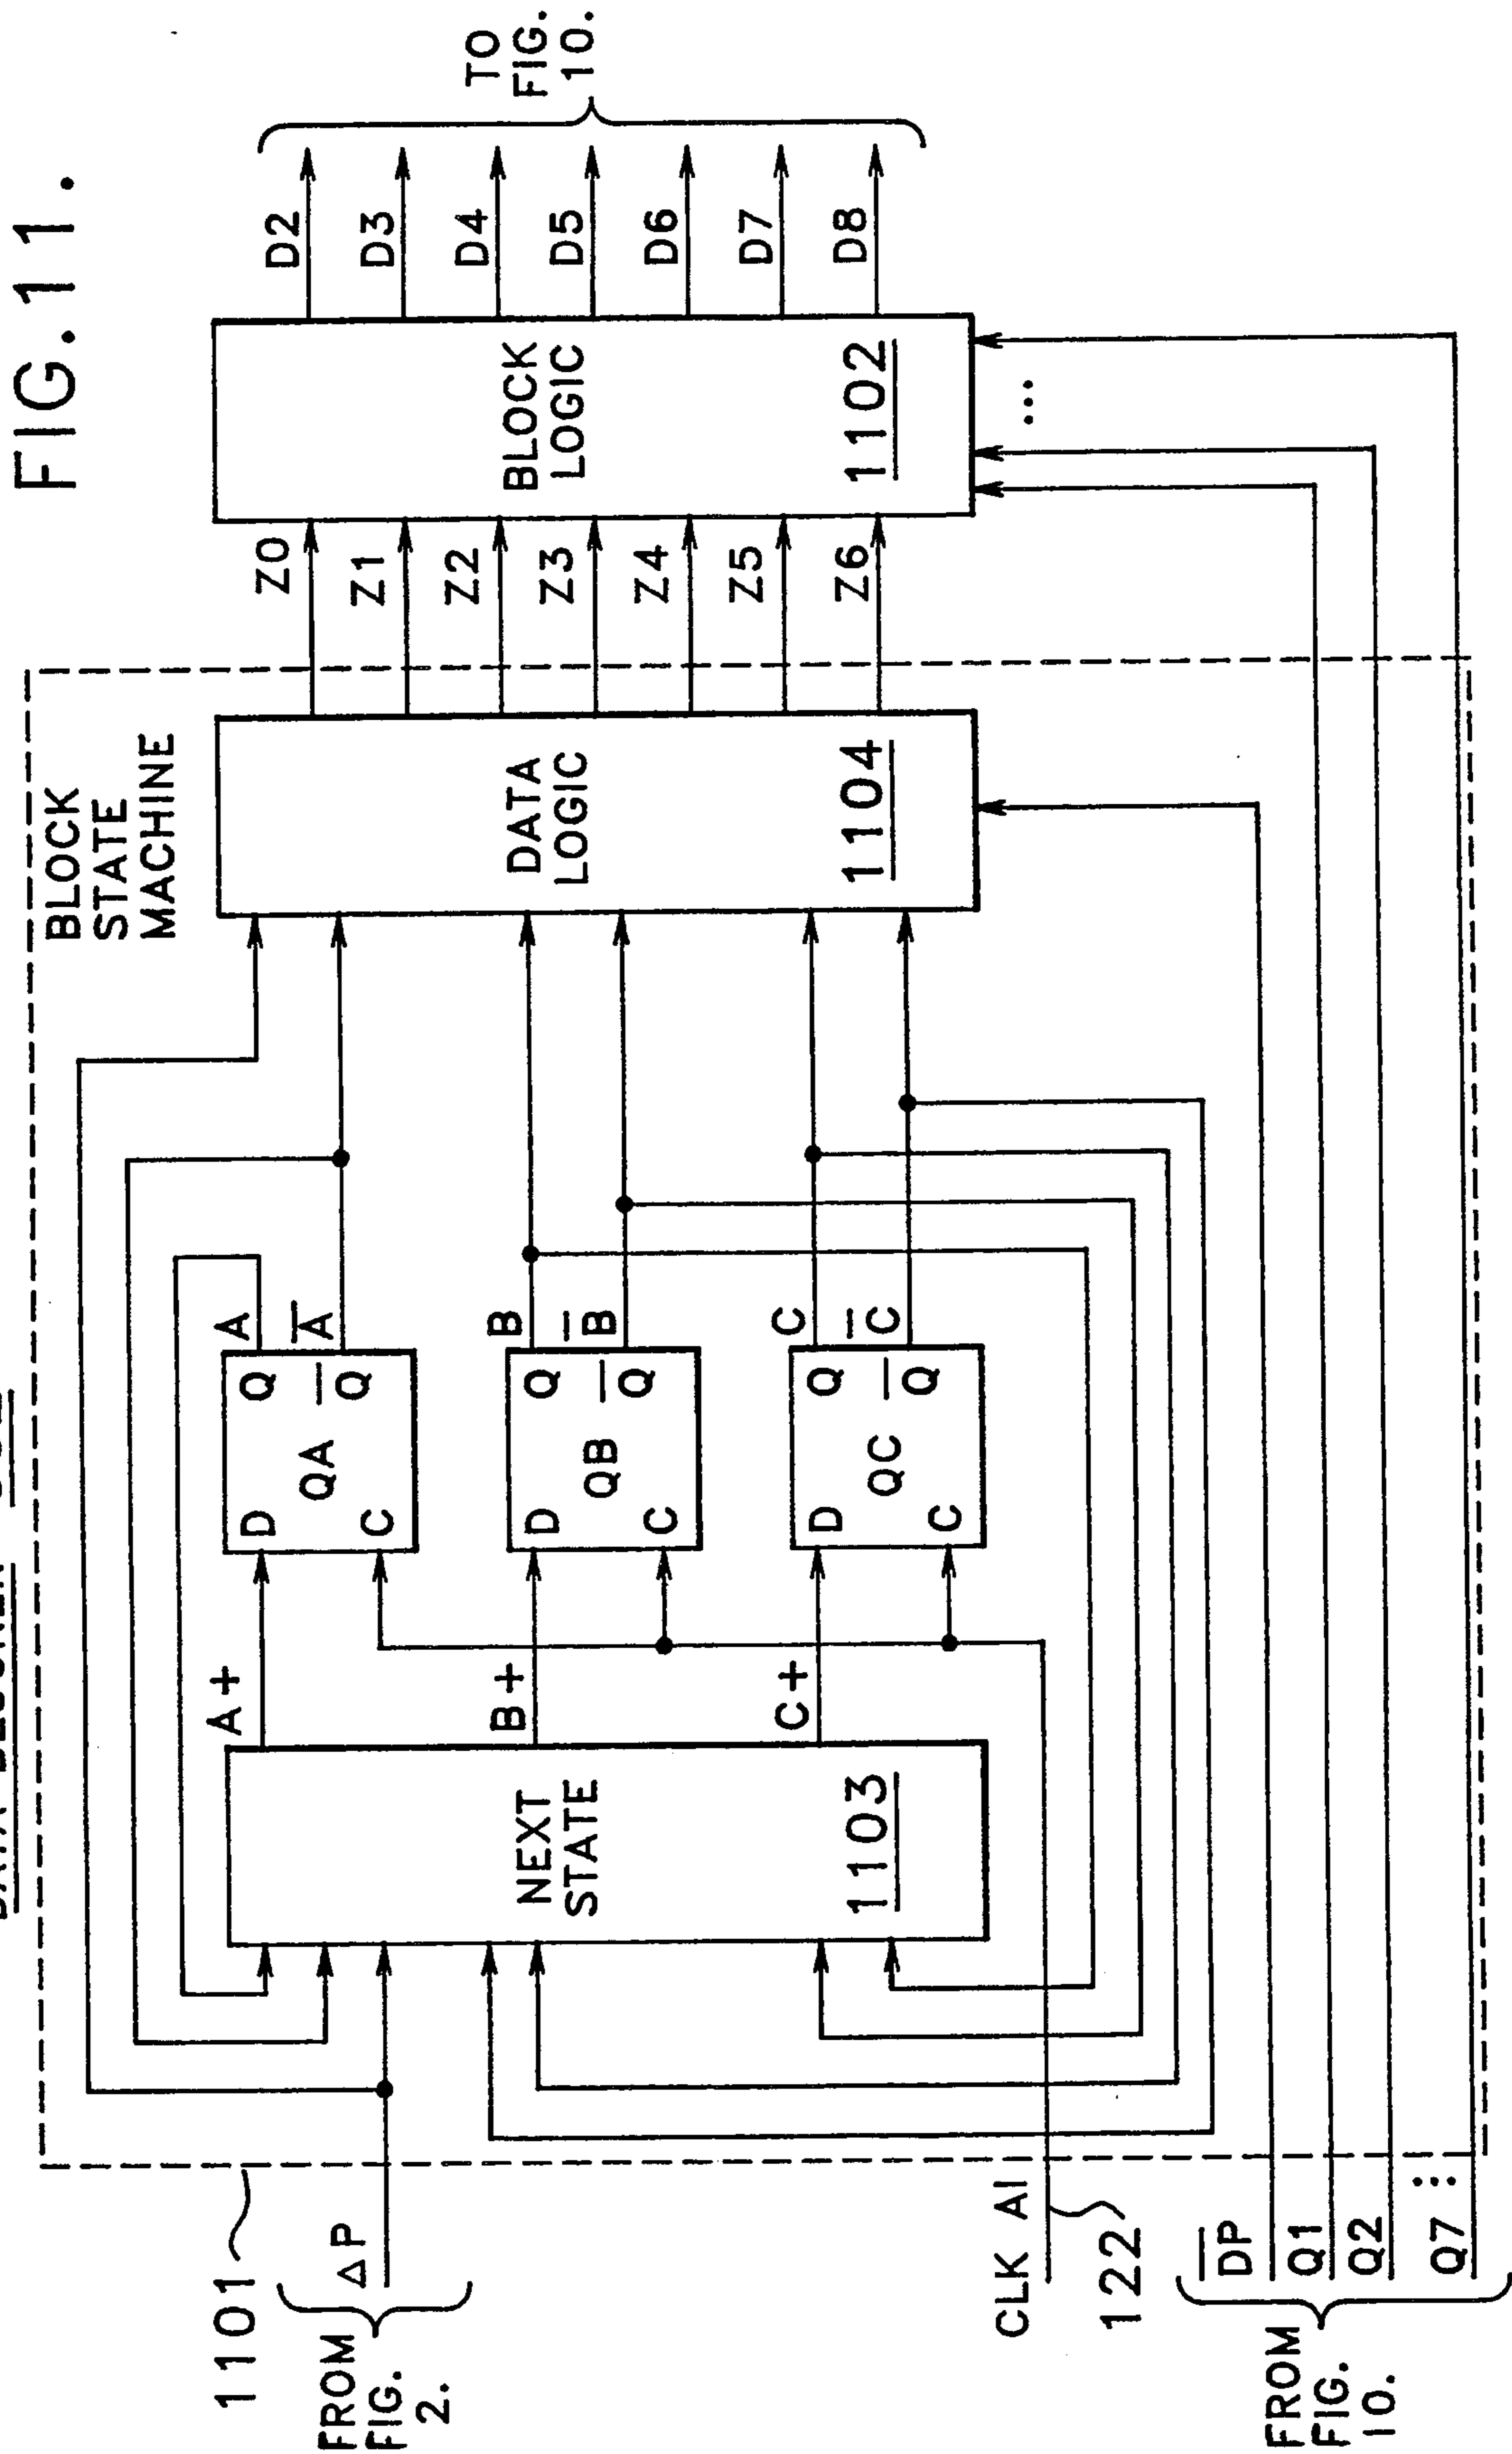 FIG.11.
BLOCK
STATE
MACHINE
1101
FROM
FIG.
2.
ΔP
NEXT
STATE
1103
A+
B+
C+
D Q
QA
C Q̅
A
A̅
D Q
QB
C Q̅
B
B̅
D Q
QC
C Q̅
C
C̅
DATA
LOGIC
1104
Z0
Z1
Z2
Z3
Z4
Z5
Z6
BLOCK
LOGIC
1102
...
D2
D3
D4
D5
D6
D7
D8
TO
FIG.
10.
CLK AI
122
FROM
FIG.
10.
D̅P
Q1
Q2
...
Q7